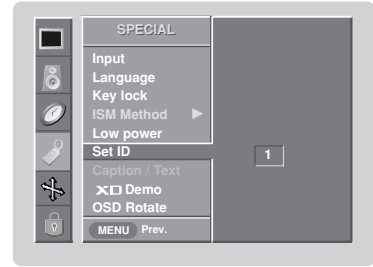 SPECIAL
Input
Language
Key lock
ISM Method ▶
Low power
Set ID
1
Caption / Text
XD Demo
OSD Rotate
MENU Prev.